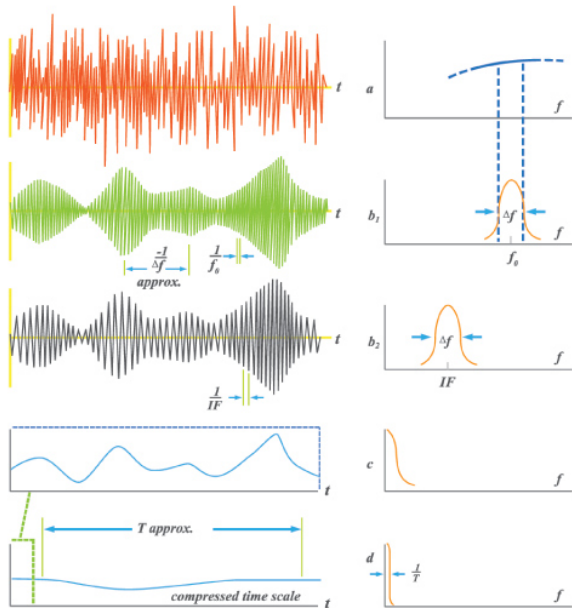 t
a
f
t
b₁
Δf
f
f₀
-1
Δf
approx.
1
f₀
t
b₂
Δf
f
IF
1
IF
t
c
f
T approx.
compressed time scale
t
d
1
T
f